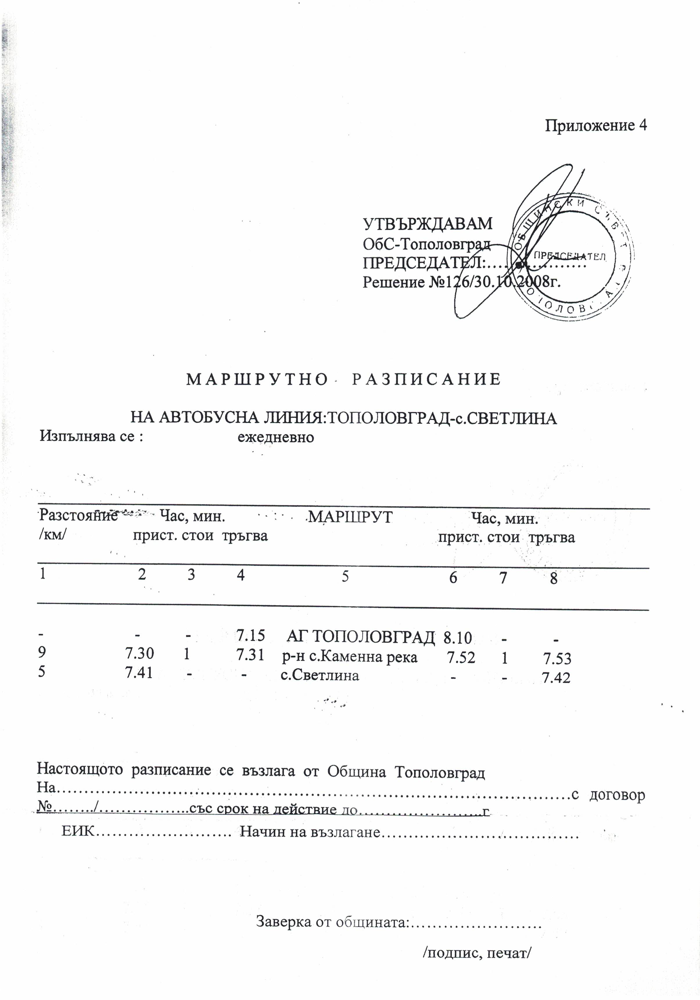 Приложение 4
УТВЪРЖДАВАМ
ОбС-Тополовград
ПРЕДСЕДАТЕЛ:....................
Решение №126/30.10.2008г.
ОБЩИНСКИ
ПРЕДСЕДАТЕЛ
МАРШРУТНО РАЗПИСАНИЕ
НА АВТОБУСНА ЛИНИЯ:ТОПОЛОВГРАД-с.СВЕТЛИНА
Изпълнява се : ежедневно
Разстояние Час, мин. МАРШРУТ Час, мин.
/км/ прист. стои тръгва прист. стои тръгва
1 2 3 4 5 6 7 8
- - - 7.15 АГ ТОПОЛОВГРАД 8.10 - -
9 7.30 1 7.31 р-н с.Каменна река 7.52 1 7.53
5 7.41 - - с.Светлина - - 7.42
Настоящото разписание се възлага от Община Тополовград
На..........................................................................................с договор
№......../.................със срок на действие до.......................г
ЕИК......................... Начин на възлагане....................................
Заверка от общината:........................
/подпис, печат/